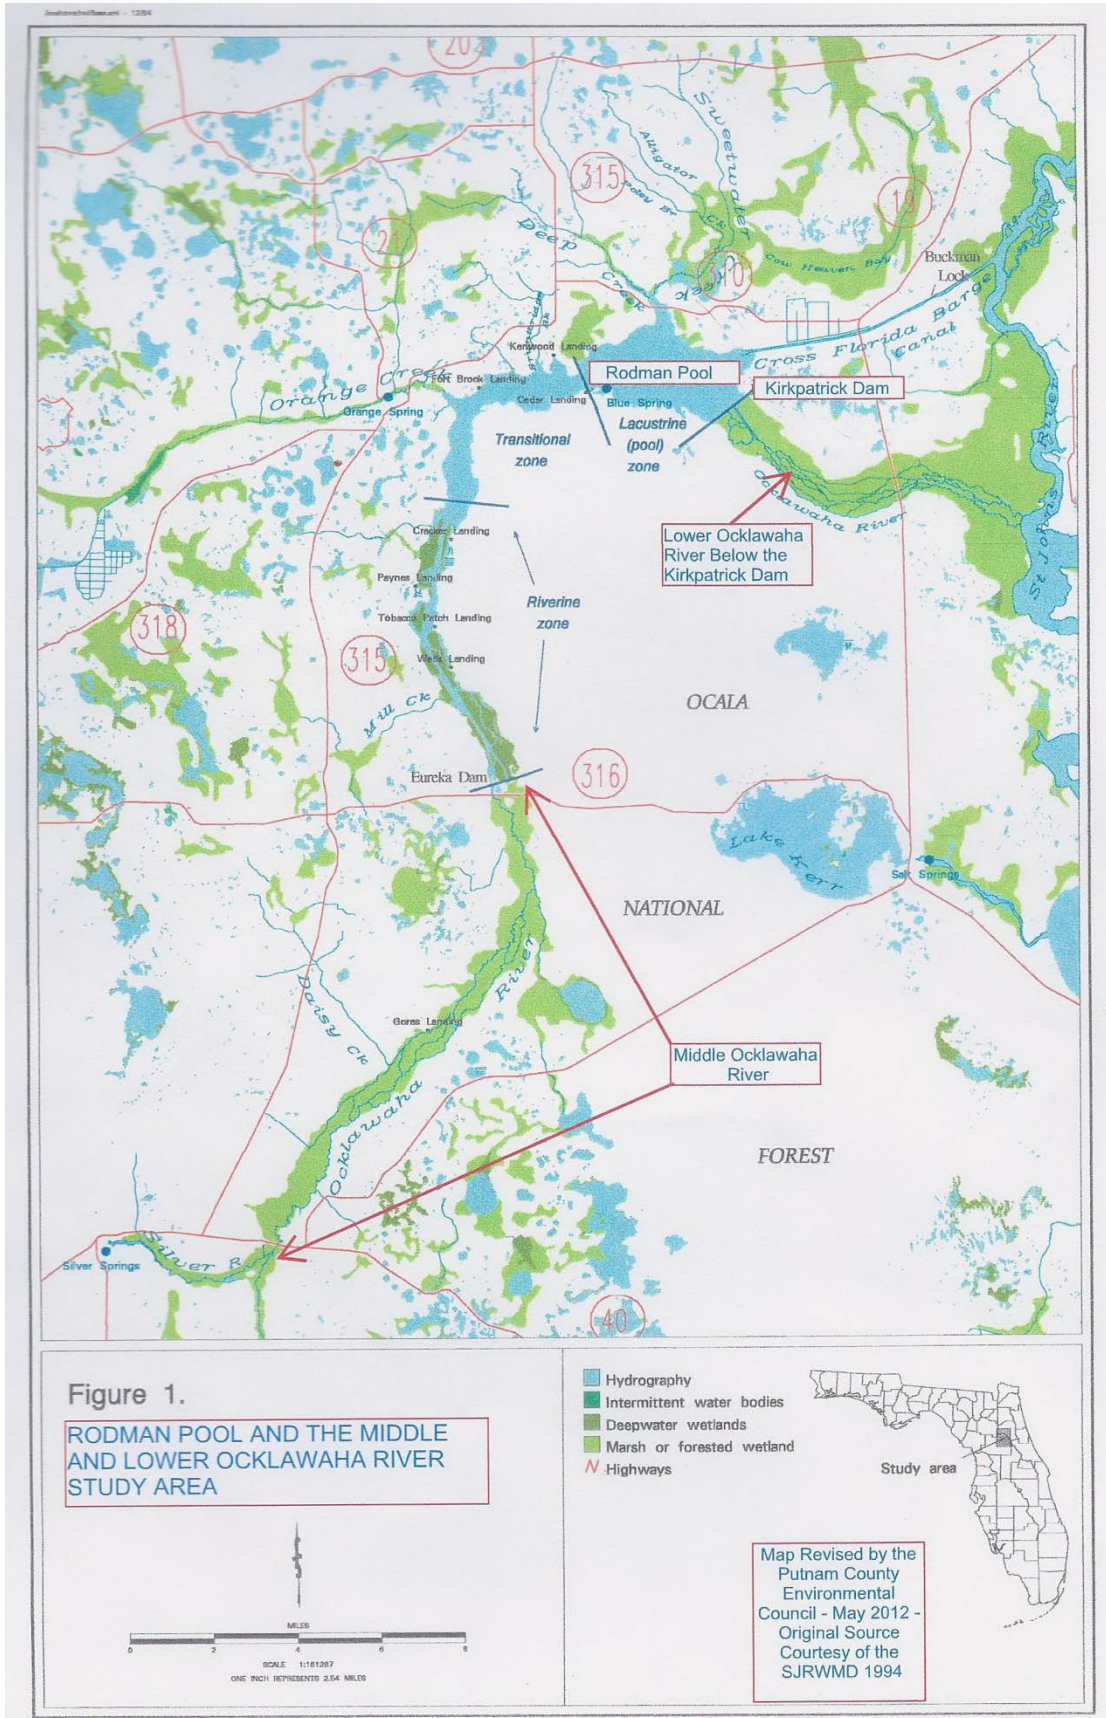 203
Sweetwater
Alligator
Ck
315
Poley Br
19
21
Deep
Creek
310
Creek
Cow Heaven Bay
Buckman
Lock
Cross Florida Barge
Canal
Kenwood Landing
Rodman Pool
Kirkpatrick Dam
Orange Creek
Fort Brook Landing
Cedar Landing
Blue Spring
Orange Spring
Transitional
zone
Lacustrine
(pool)
zone
Ocklawaha River
St Johns River
Cracker Landing
Lower Ocklawaha
River Below the
Kirkpatrick Dam
Paynes Landing
Riverine
zone
Tobacco Patch Landing
318
315
Wells Landing
Mill Ck
OCALA
Eureka Dam
316
Lake Kerr
Salt Springs
NATIONAL
Daisy Ck
Gores Landing
Ocklawaha River
Middle Ocklawaha
River
FOREST
Silver R
Silver Springs
40
Figure 1.
RODMAN POOL AND THE MIDDLE
AND LOWER OCKLAWAHA RIVER
STUDY AREA
MILES
0 2 4 6 8
SCALE 1:161267
ONE INCH REPRESENTS 2.54 MILES
Hydrography
Intermittent water bodies
Deepwater wetlands
Marsh or forested wetland
Highways
Study area
Map Revised by the
Putnam County
Environmental
Council - May 2012 -
Original Source
Courtesy of the
SJRWMD 1994